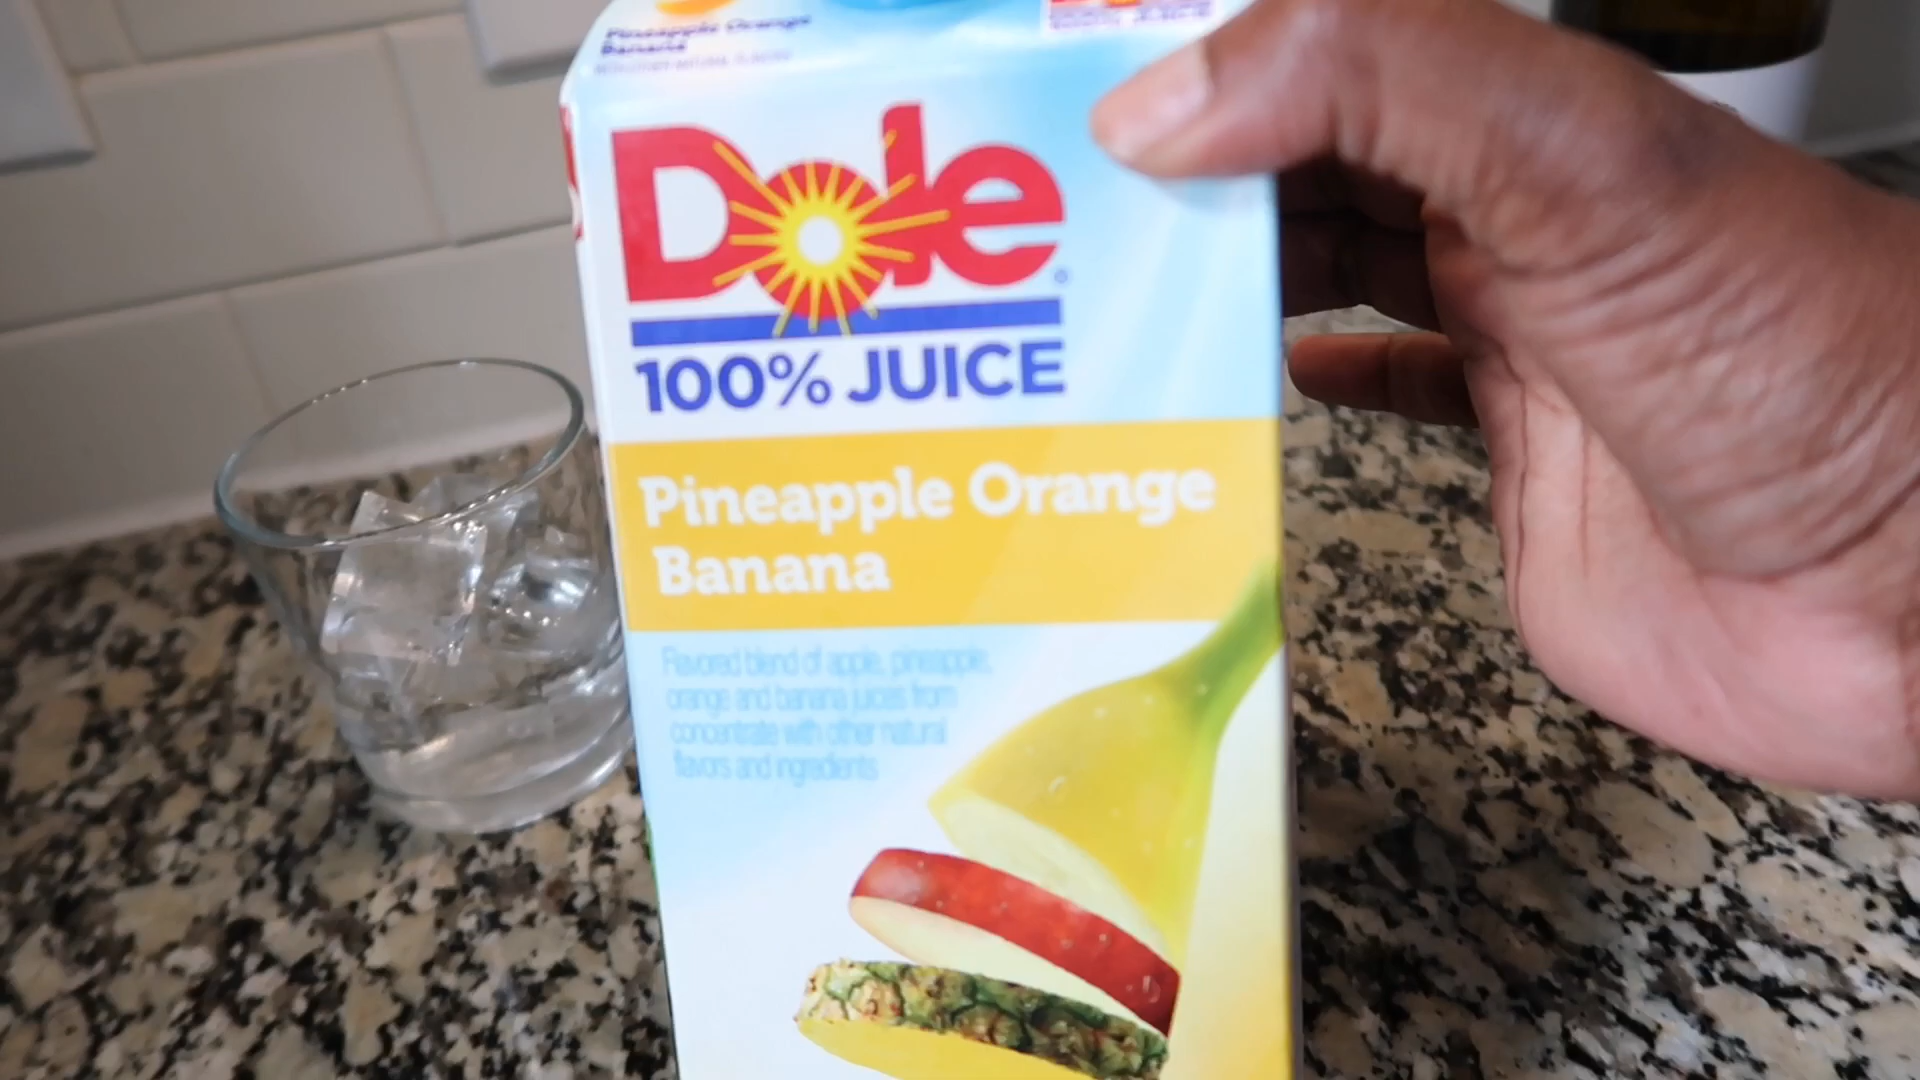 Pineapple Orange
Banana
Dole
100% JUICE
Pineapple Orange
Banana
Flavored blend of apple, pineapple,
orange and banana juices from
concentrate with other natural
flavors and ingredients